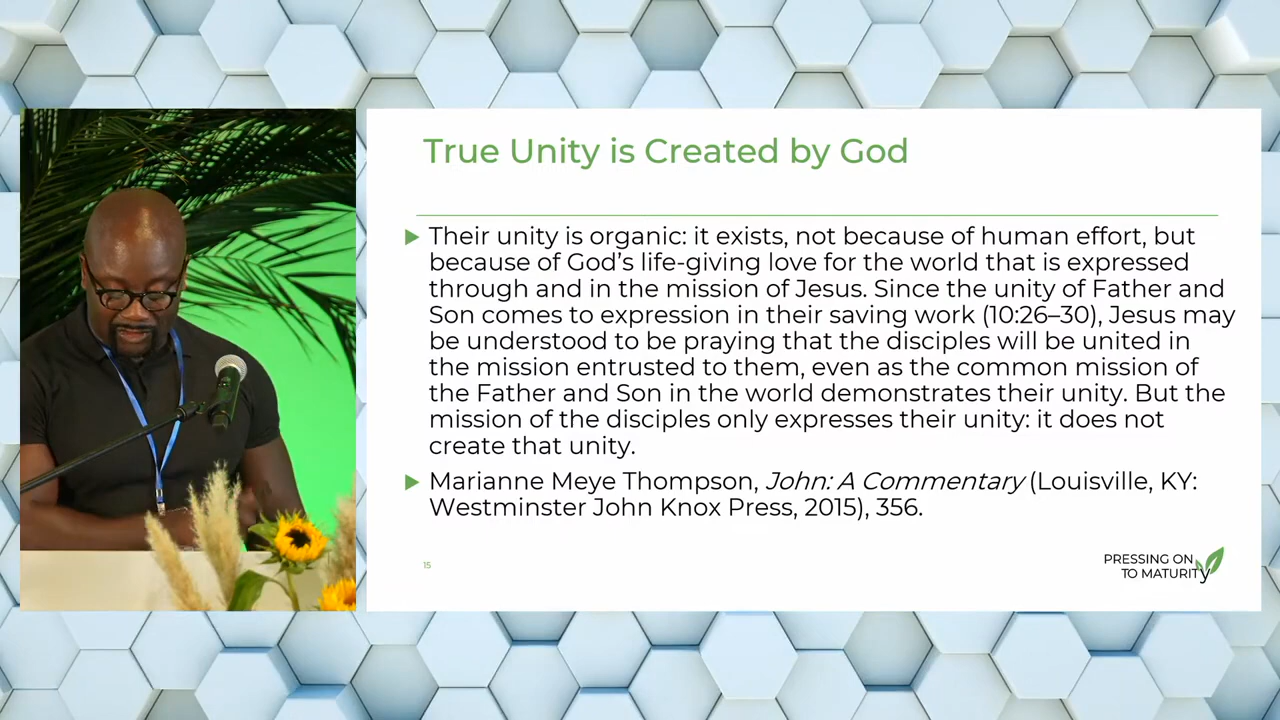 True Unity is Created by God
Their unity is organic: it exists, not because of human effort, but
because of God’s life-giving love for the world that is expressed
through and in the mission of Jesus. Since the unity of Father and
Son comes to expression in their saving work (10:26–30), Jesus may
be understood to be praying that the disciples will be united in
the mission entrusted to them, even as the common mission of
the Father and Son in the world demonstrates their unity. But the
mission of the disciples only expresses their unity: it does not
create that unity.
Marianne Meye Thompson, John: A Commentary (Louisville, KY:
Westminster John Knox Press, 2015), 356.
15
PRESSING ON
TO MATURITy